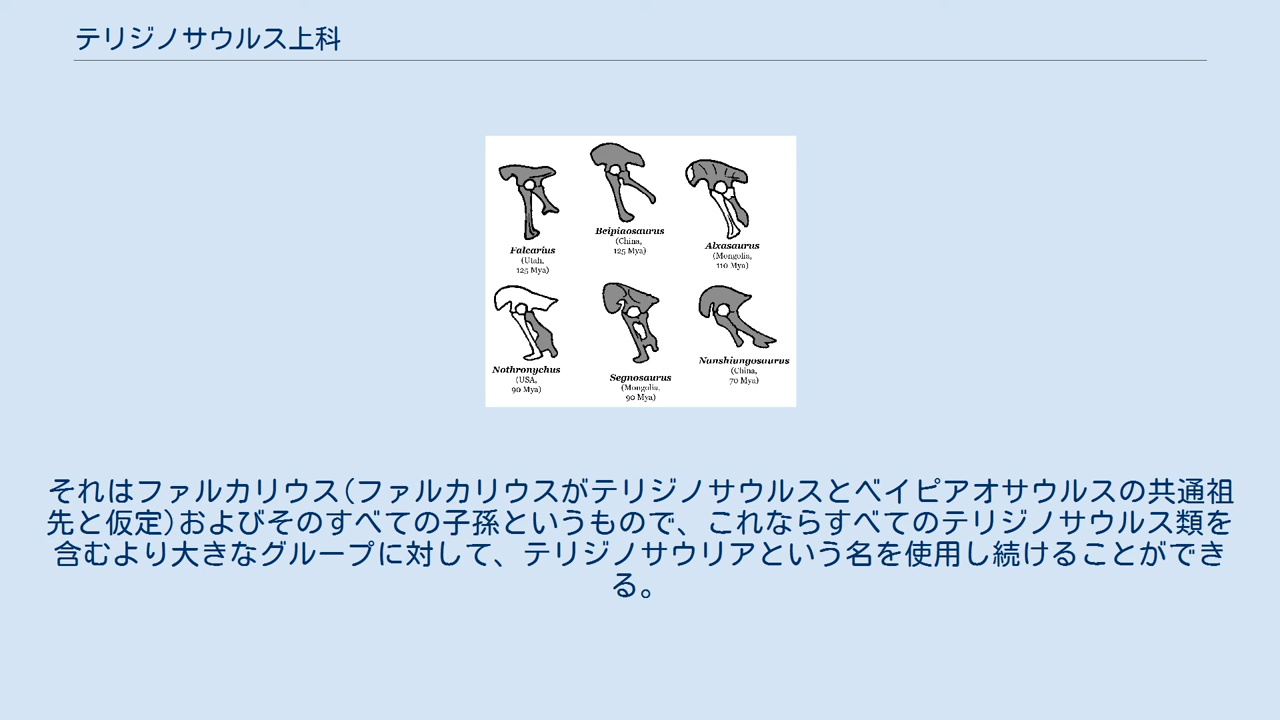 テリジノサウルス上科
Falcarius
(Utah,
125 Mya)
Beipiaosaurus
(China,
125 Mya)
Alxasaurus
(Mongolia,
110 Mya)
Nothronychus
(USA,
90 Mya)
Segnosaurus
(Mongolia,
90 Mya)
Nanshiungosaurus
(China,
70 Mya)
それはファルカリウス(ファルカリウスがテリジノサウルスとベイピアオサウルスの共通祖
先と仮定)およびそのすべての子孫というもので、これならすべてのテリジノサウルス類を
含むより大きなグループに対して、テリジノサウリアという名を使用し続けることができ
る。